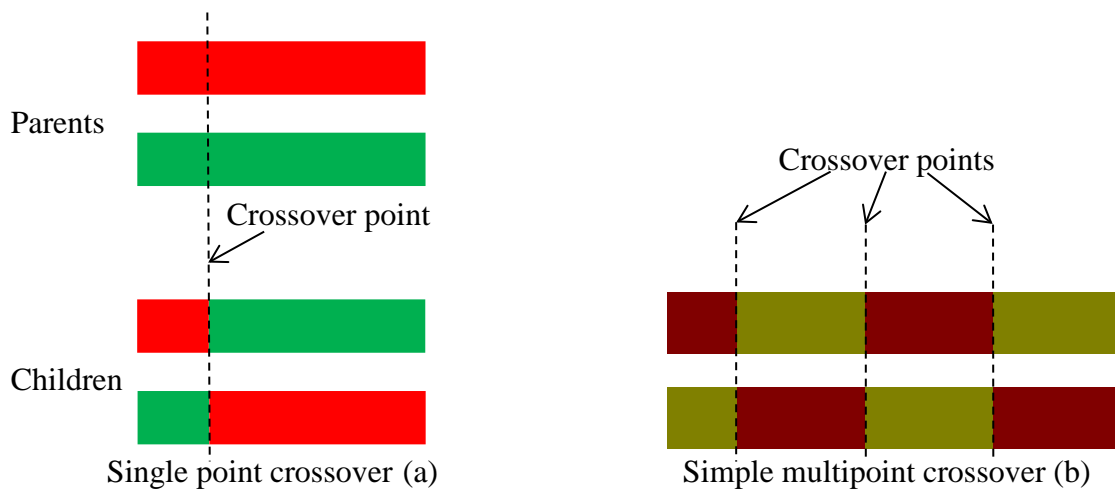 Parents
Crossover point
Children
Single point crossover (a)
Crossover points
Simple multipoint crossover (b)